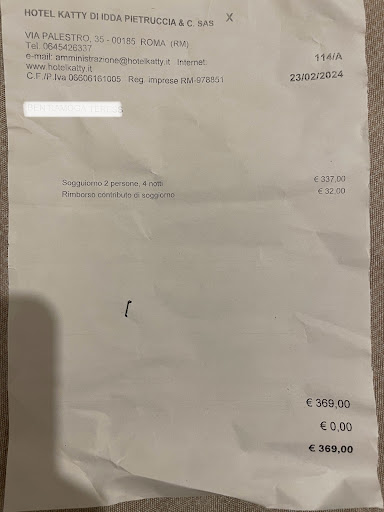 HOTEL KATTY DI IDDA PIETRUCCIA & C. SAS X
VIA PALESTRO, 35 - 00185 ROMA (RM)
Tel. 0645426337
e-mail: amministrazione@hotelkatty.it Internet:
www.hotelkatty.it
C.F./P.Iva 06606161005 Reg. imprese RM-978851
114/A
23/02/2024
Sogguiorno 2 persone, 4 notti € 337,00
Rimborso contributo di soggiorno € 32,00
€ 369,00
€ 0,00
€ 369,00